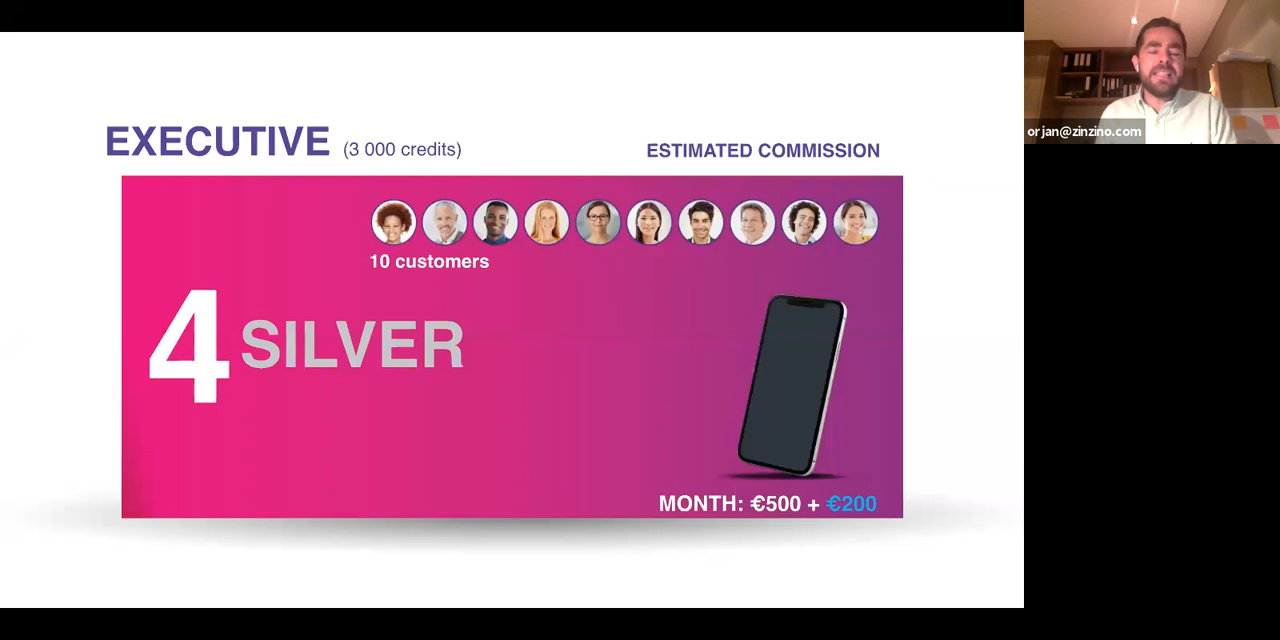 EXECUTIVE (3 000 credits)
ESTIMATED COMMISSION
10 customers
4 SILVER
MONTH: €500 + €200
orjan@zinzino.com